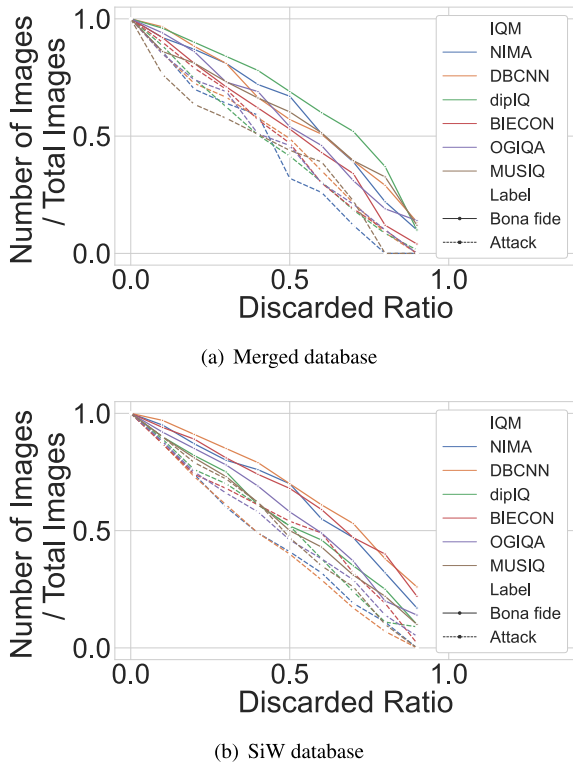 1.0
0.5
0.0
Number of Images
/ Total Images
0.0
0.5
1.0
Discarded Ratio
IQM
NIMA
DBCNN
dipIQ
BIECON
OGIQA
MUSIQ
Label
Bona fide
Attack
(a) Merged database
1.0
0.5
0.0
Number of Images
/ Total Images
0.0
0.5
1.0
Discarded Ratio
IQM
NIMA
DBCNN
dipIQ
BIECON
OGIQA
MUSIQ
Label
Bona fide
Attack
(b) SiW database